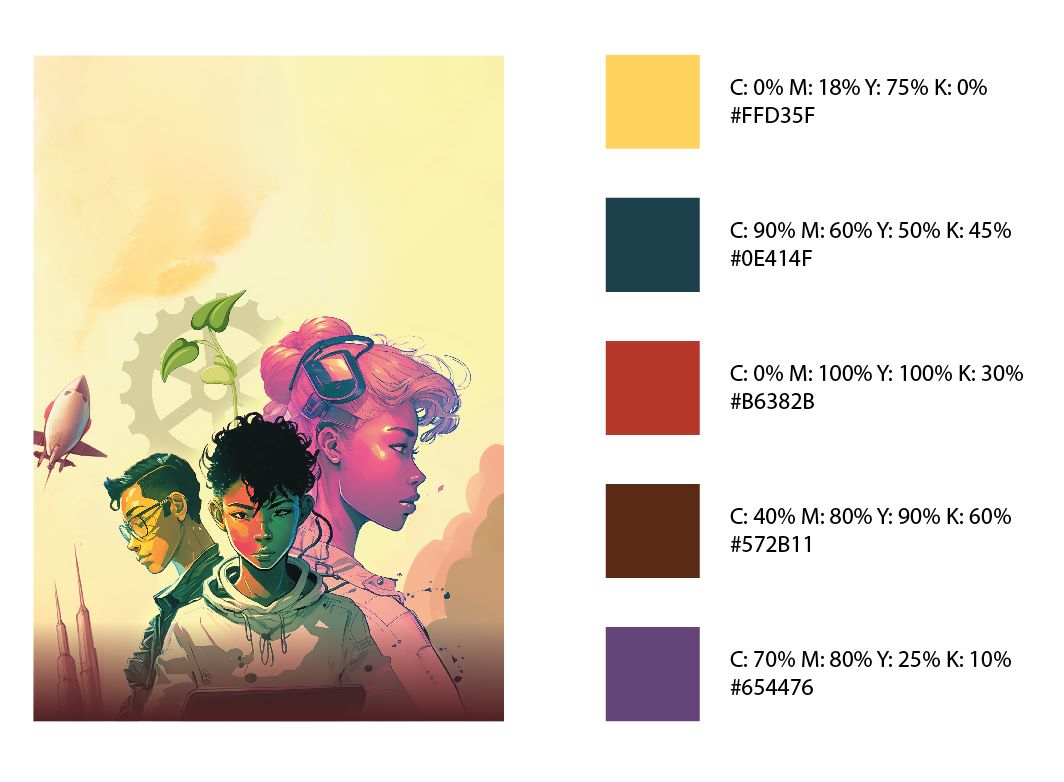 C: 0% M: 18% Y: 75% K: 0%
#FFD35F
C: 90% M: 60% Y: 50% K: 45%
#0E414F
C: 0% M: 100% Y: 100% K: 30%
#B6382B
C: 40% M: 80% Y: 90% K: 60%
#572B11
C: 70% M: 80% Y: 25% K: 10%
#654476